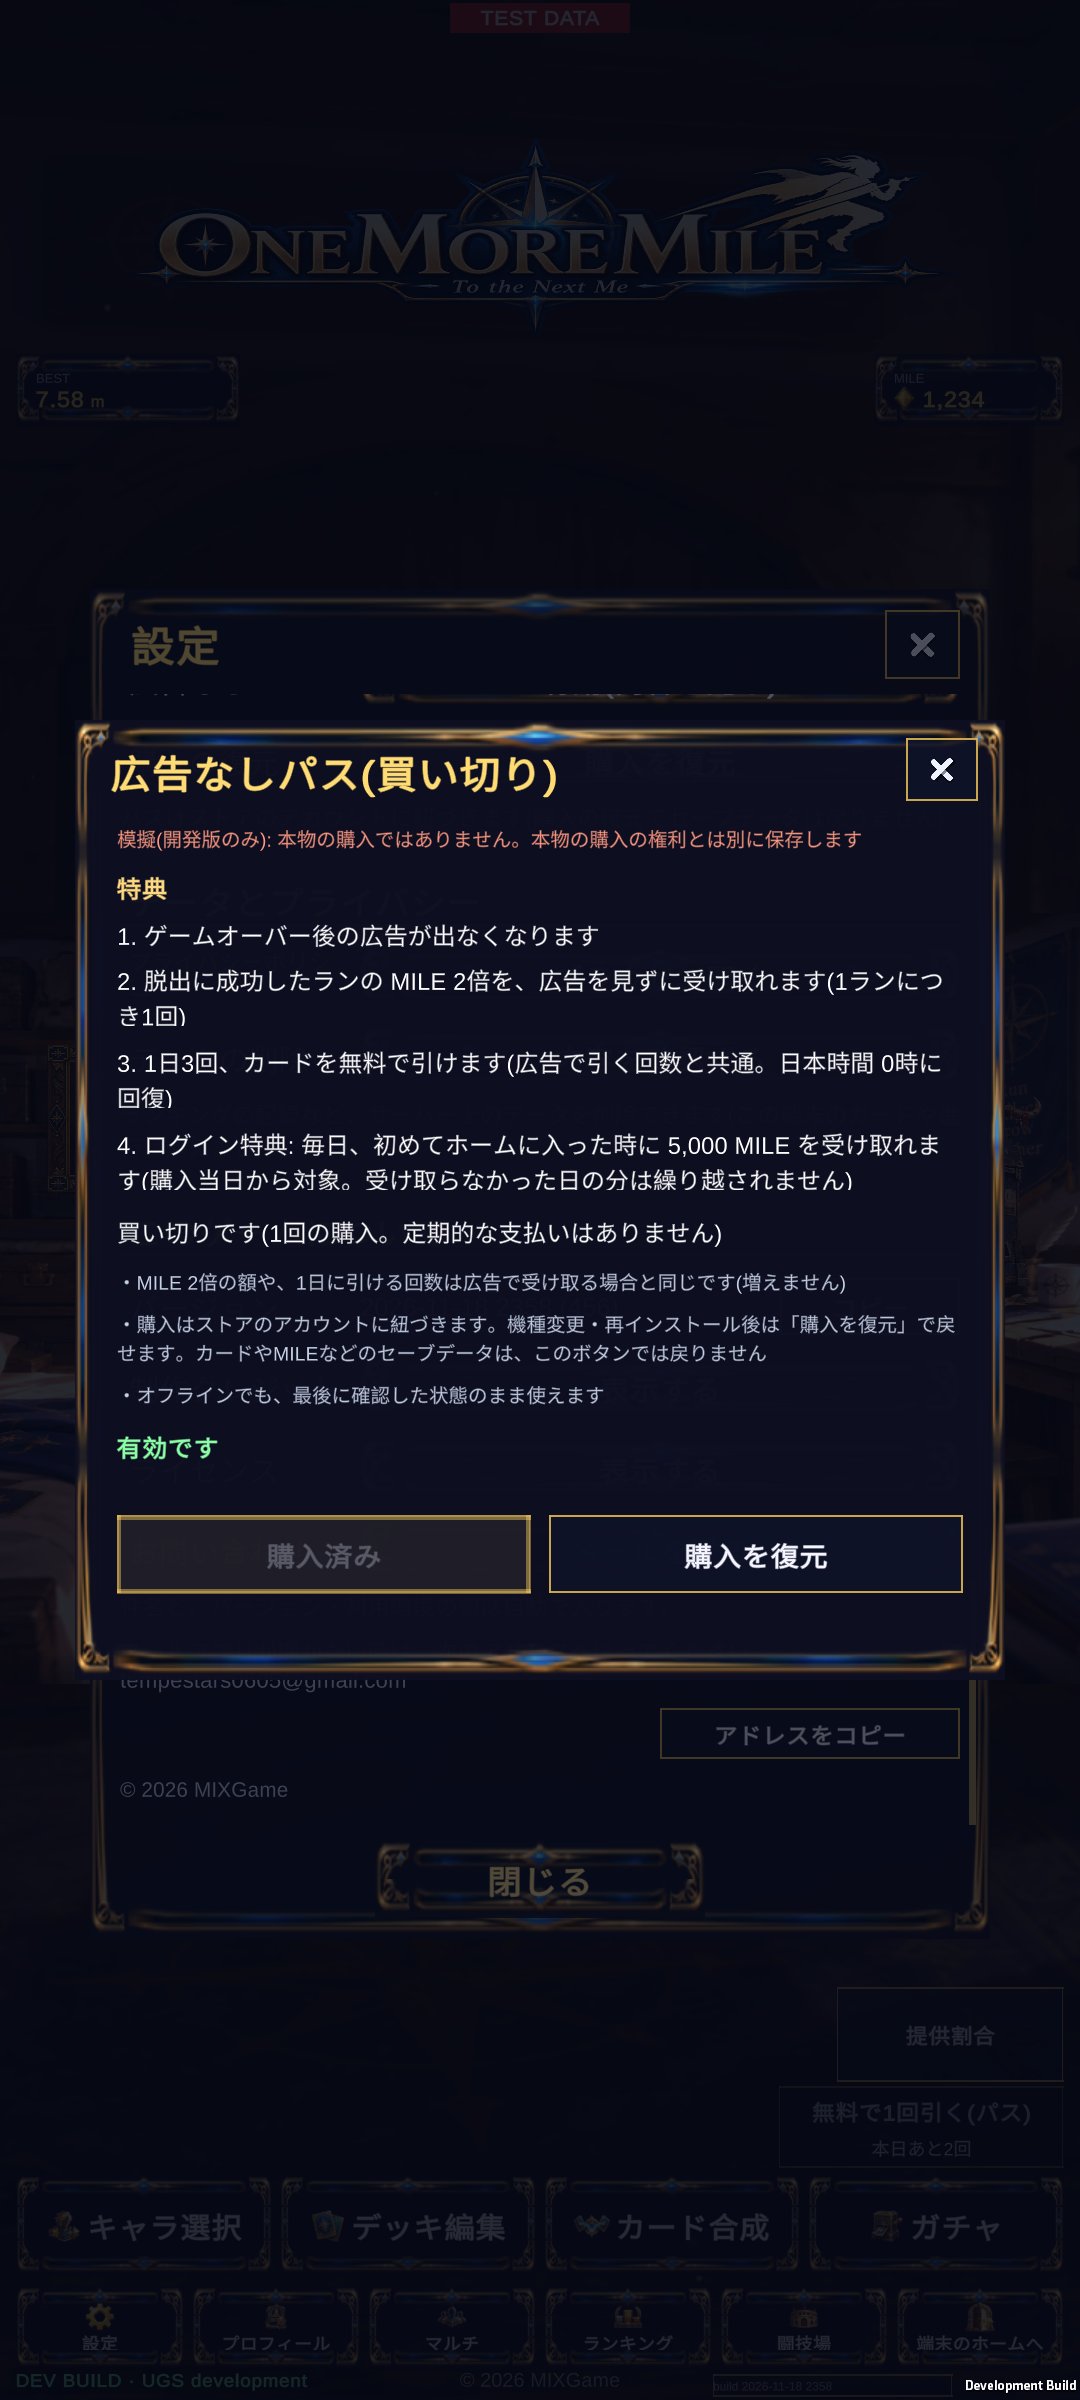 TEST DATA
ONE MORE MILE
To the Next Me
BEST
7.58 m
MILE
1,234
設定
広告なしパス(買い切り)
模擬(開発版のみ): 本物の購入ではありません。本物の購入の権利とは別に保存します
特典
1. ゲームオーバー後の広告が出なくなります
2. 脱出に成功したランの MILE 2倍を、広告を見ずに受け取れます(1ランにつ
き1回)
3. 1日3回、カードを無料で引けます(広告で引く回数と共通。日本時間 0時に
回復)
4. ログイン特典: 毎日、初めてホームに入った時に 5,000 MILE を受け取れま
す(購入当日から対象。受け取らなかった日の分は繰り越されません)
買い切りです(1回の購入。定期的な支払いはありません)
・MILE 2倍の額や、1日に引ける回数は広告で受け取る場合と同じです(増えません)
・購入はストアのアカウントに紐づきます。機種変更・再インストール後は「購入を復元」で戻
せます。カードやMILEなどのセーブデータは、このボタンでは戻りません
・オフラインでも、最後に確認した状態のまま使えます
有効です
購入済み
購入を復元
tempestars0605@gmail.com
アドレスをコピー
© 2026 MIXGame
閉じる
提供割合
無料で1回引く(パス)
本日あと2回
キャラ選択
デッキ編集
カード合成
ガチャ
設定
プロフィール
マルチ
ランキング
闘技場
端末のホームへ
DEV BUILD · UGS development
© 2026 MIXGame
build 2026-11-18 2358
Development Build